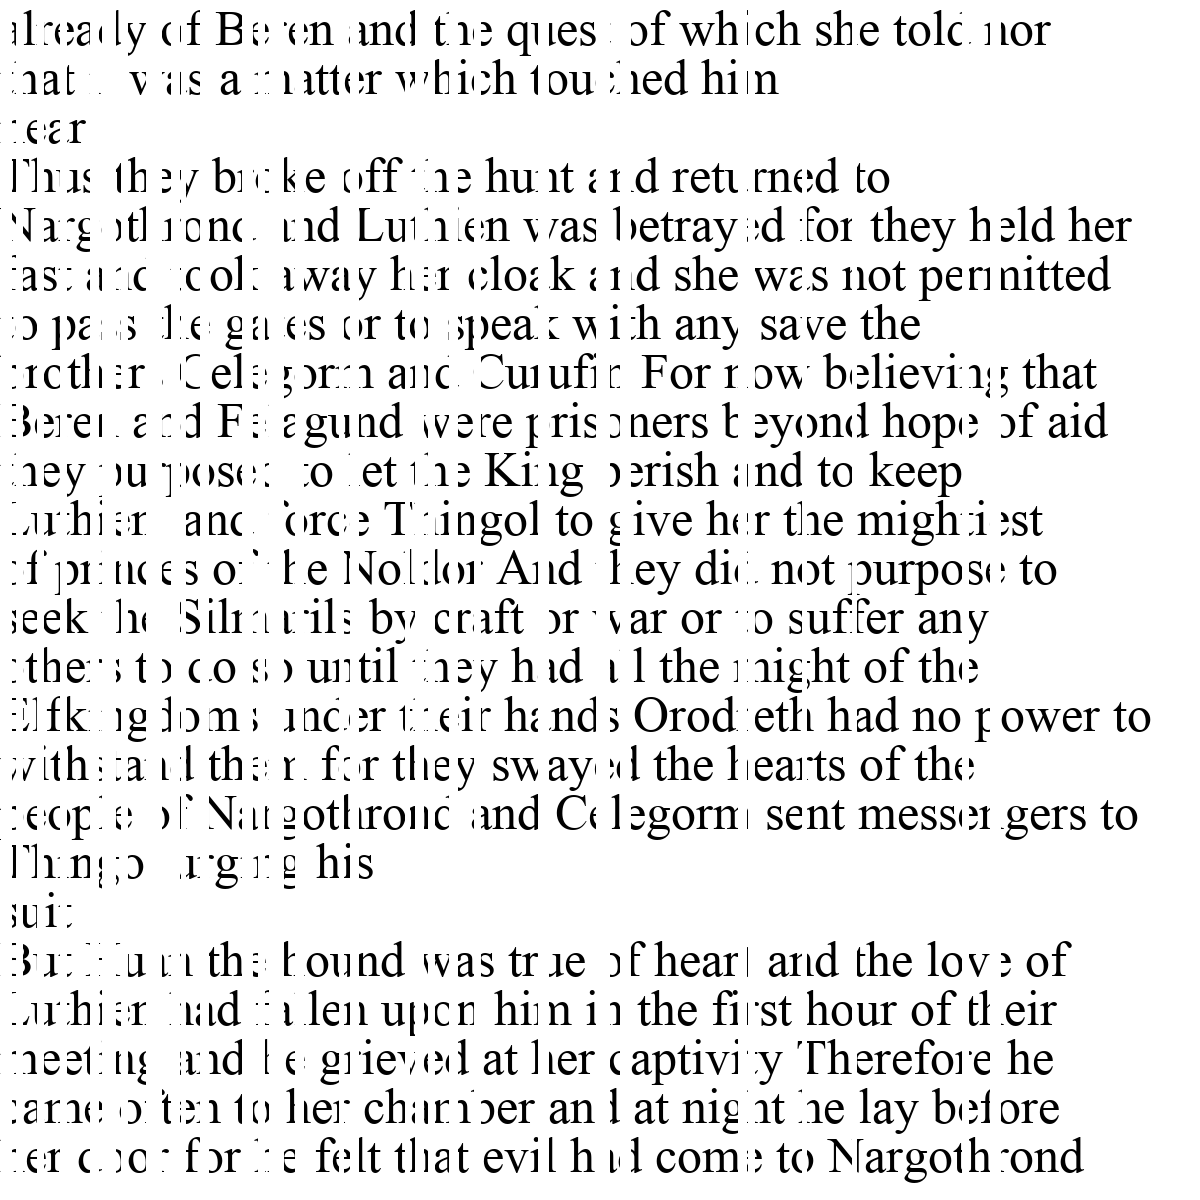 already of Beren and the quest of which she told nor
that it was a matter which touched him
near
Thus they broke off the hunt and returned to
Nargothrond and Luthien was betrayed for they held her
fast and took away her cloak and she was not permitted
to pass the gates or to speak with any save the
brothers Celegorm and Curufin For now believing that
Beren and Felagund were prisoners beyond hope of aid
they purposed to let the King perish and to keep
Luthien and force Thingol to give her the mightiest
of princes of the Noldor And they did not purpose to
seek the Silmarils by craft or war or to suffer any
others to do so until they had all the might of the
Elfkingdoms under their hands Orodreth had no power to
withstand them for they swayed the hearts of the
people of Nargothrond and Celegorm sent messengers to
Thingol urging his
suit
But Huan the hound was true of heart and the love of
Luthien had fallen upon him in the first hour of their
meeting and he grieved at her captivity Therefore he
came often to her chamber and at night he lay before
her door for he felt that evil had come to Nargothrond